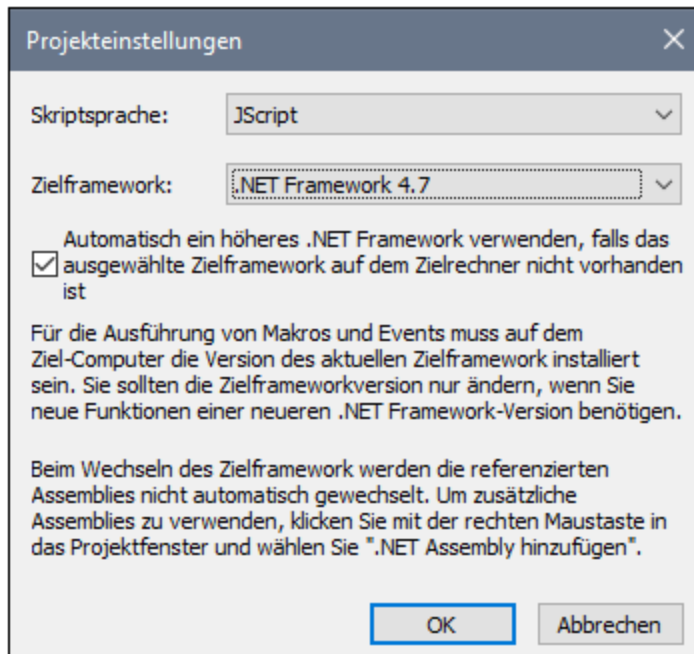 Projekteinstellungen
Skriptsprache: JScript
Zielframework: .NET Framework 4.7
Automatisch ein höheres .NET Framework verwenden, falls das
ausgewählte Zielframework auf dem Zielrechner nicht vorhanden
ist
Für die Ausführung von Makros und Events muss auf dem
Ziel-Computer die Version des aktuellen Zielframework installiert
sein. Sie sollten die Zielframeworkversion nur ändern, wenn Sie
neue Funktionen einer neueren .NET Framework-Version benötigen.
Beim Wechseln des Zielframework werden die referenzierten
Assemblies nicht automatisch gewechselt. Um zusätzliche
Assemblies zu verwenden, klicken Sie mit der rechten Maustaste in
das Projektfenster und wählen Sie ".NET Assembly hinzufügen".
OK Abbrechen